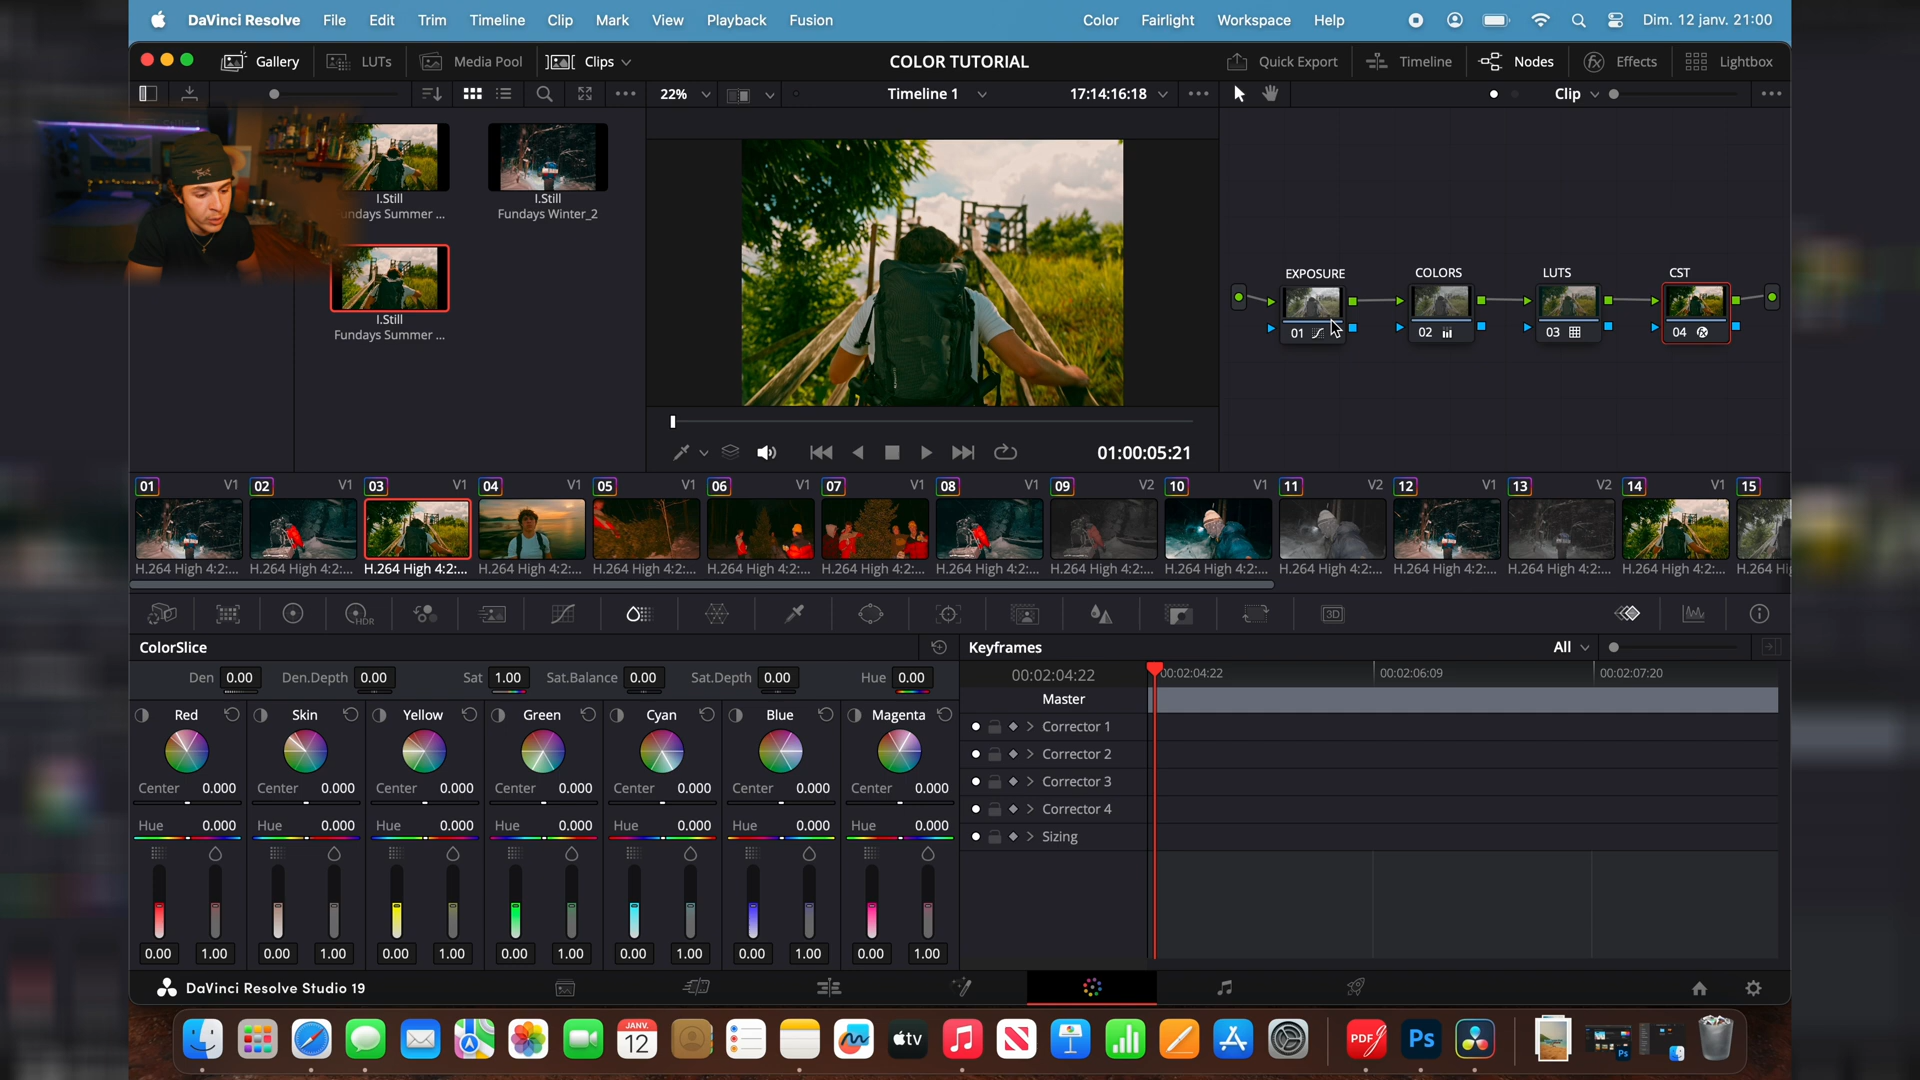 DaVinci Resolve File Edit Trim Timeline Clip Mark View Playback Fusion Color Fairlight Workspace Help Dim. 12 janv. 21:00
Gallery LUTs Media Pool Clips COLOR TUTORIAL Quick Export Timeline Nodes Effects Lightbox
22% Timeline 1 17:14:16:18 Clip
I.Still I.Still
undays Summer ... Fundays Winter_2
I.Still
Fundays Summer ...
EXPOSURE COLORS LUTS CST
01 02 03 04
01:00:05:21
01 V1 02 V1 03 V1 04 V1 05 V1 06 V1 07 V1 08 V1 09 V2 10 V1 11 V2 12 V1 13 V2 14 V1 15
H.264 High 4:2:... H.264 High 4:2:... H.264 High 4:2:... H.264 High 4:2:... H.264 High 4:2:... H.264 High 4:2:... H.264 High 4:2:... H.264 High 4:2:... H.264 High 4:2:... H.264 High 4:2:... H.264 High 4:2:... H.264 High 4:2:... H.264 High 4:2:... H.264 High 4:2:... H.264 Hi
HDR 3D
ColorSlice Keyframes All
Den 0.00 Den.Depth 0.00 Sat 1.00 Sat.Balance 0.00 Sat.Depth 0.00 Hue 0.00 00:02:04:22 00:02:04:22 00:02:06:09 00:02:07:20
Master
Red Skin Yellow Green Cyan Blue Magenta
Corrector 1
Corrector 2
Corrector 3
Corrector 4
Sizing
Center 0.000 Center 0.000 Center 0.000 Center 0.000 Center 0.000 Center 0.000 Center 0.000
Hue 0.000 Hue 0.000 Hue 0.000 Hue 0.000 Hue 0.000 Hue 0.000 Hue 0.000
0.00 1.00 0.00 1.00 0.00 1.00 0.00 1.00 0.00 1.00 0.00 1.00 0.00 1.00
DaVinci Resolve Studio 19
JANV.
12
tv
PDF
Ps
Ps